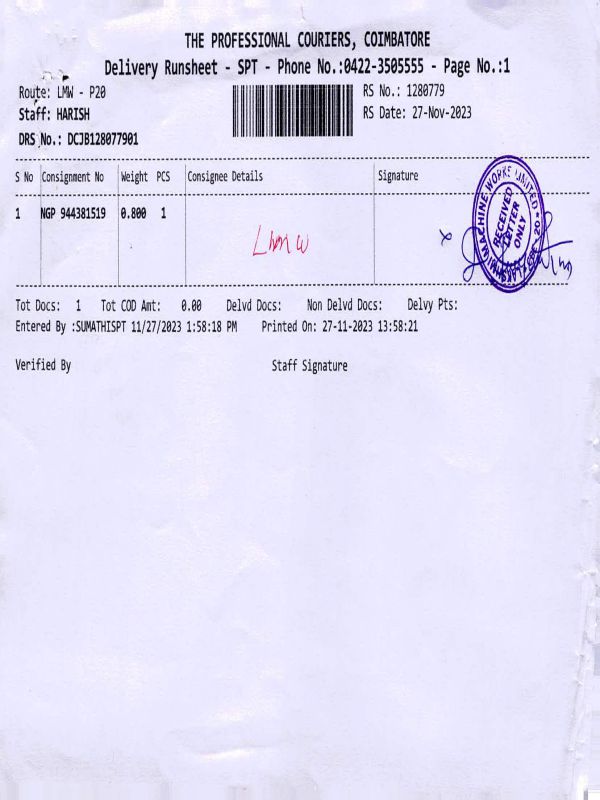 THE PROFESSIONAL COURIERS, COIMBATORE
Delivery Runsheet - SPT - Phone No.:0422-3505555 - Page No.:1
Route: LMW - P20
RS No.: 1280779
Staff: HARISH
RS Date: 27-Nov-2023
DRS No.: DCJB128077901
S No Consignment No Weight PCS Consignee Details Signature
1 NGP 944381519 0.800 1
LMW
MACHINE WORKS LIMITED
RECEIVED
LETTER
ONLY
Tot Docs: 1 Tot COD Amt: 0.00 Delvd Docs: Non Delvd Docs: Delvy Pts:
Entered By :SUMATHISPT 11/27/2023 1:58:18 PM Printed On: 27-11-2023 13:58:21
Verified By Staff Signature